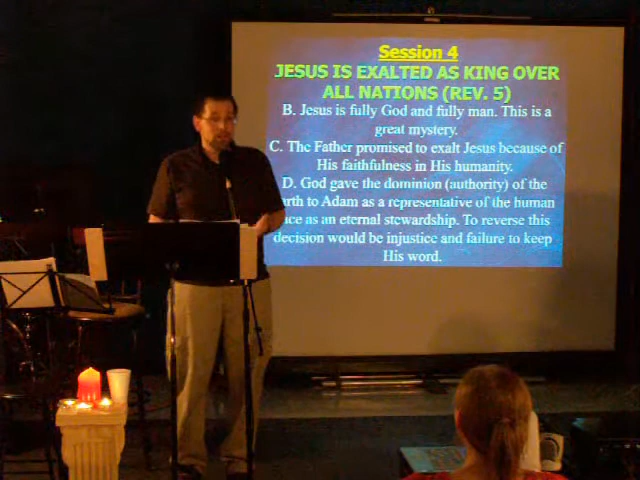 Session 4
JESUS IS EXALTED AS KING OVER
ALL NATIONS (REV. 5)
B. Jesus is fully God and fully man. This is a
great mystery.
C. The Father promised to exalt Jesus because of
His faithfulness in His humanity.
D. God gave the dominion (authority) of the
arth to Adam as a representative of the human
ace as an eternal stewardship. To reverse this
decision would be injustice and failure to keep
His word.